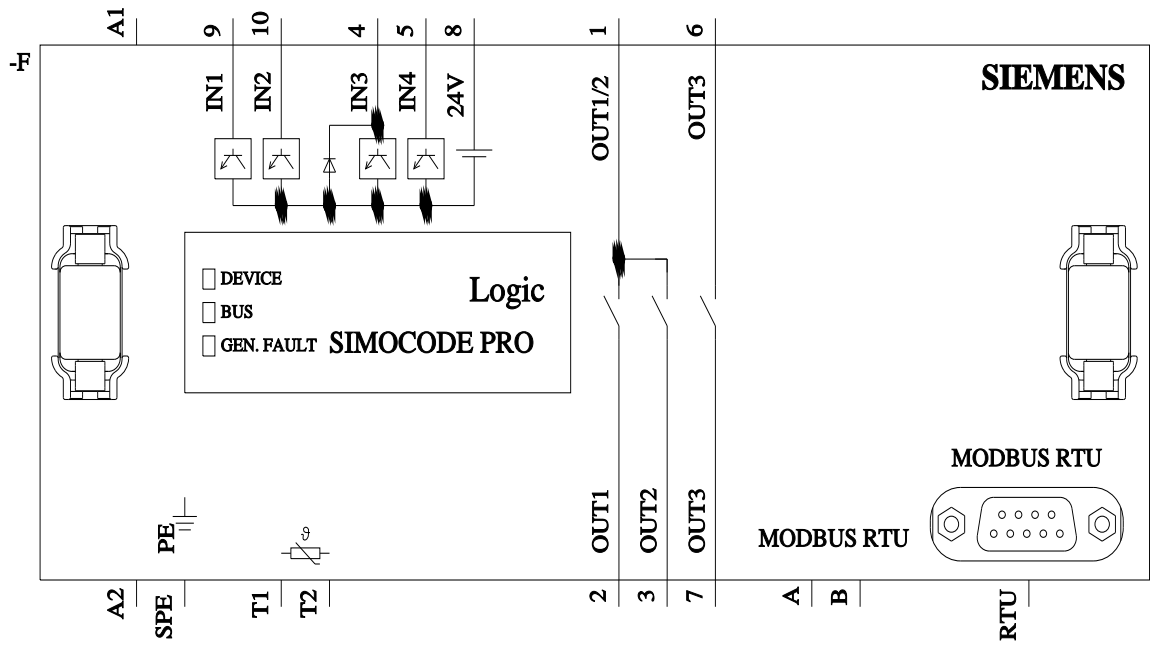 A1
9
10
4
5
8
1
6
-F
IN1
IN2
IN3
IN4
24V
OUT1/2
OUT3
SIEMENS
DEVICE
BUS
GEN. FAULT
Logic
SIMOCODE PRO
MODBUS RTU
PE
ϑ
OUT1
OUT2
OUT3
MODBUS RTU
A2
SPE
T1
T2
2
3
7
A
B
RTU